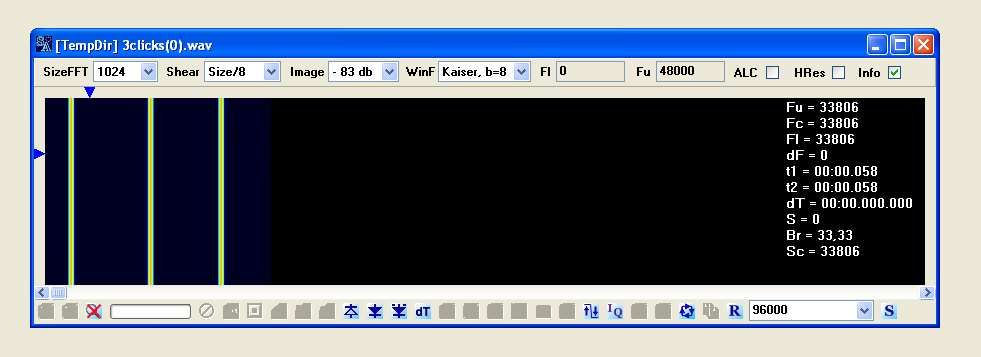 [TempDir] 3clicks(0).wav
SizeFFT 1024 Shear Size/8 Image - 83 db WinF Kaiser, b=8 Fl 0 Fu 48000 ALC HRes Info
Fu = 33806
Fc = 33806
Fl = 33806
dF = 0
t1 = 00:00.058
t2 = 00:00.058
dT = 00:00.000.000
S = 0
Br = 33,33
Sc = 33806
dT IQ R 96000 S